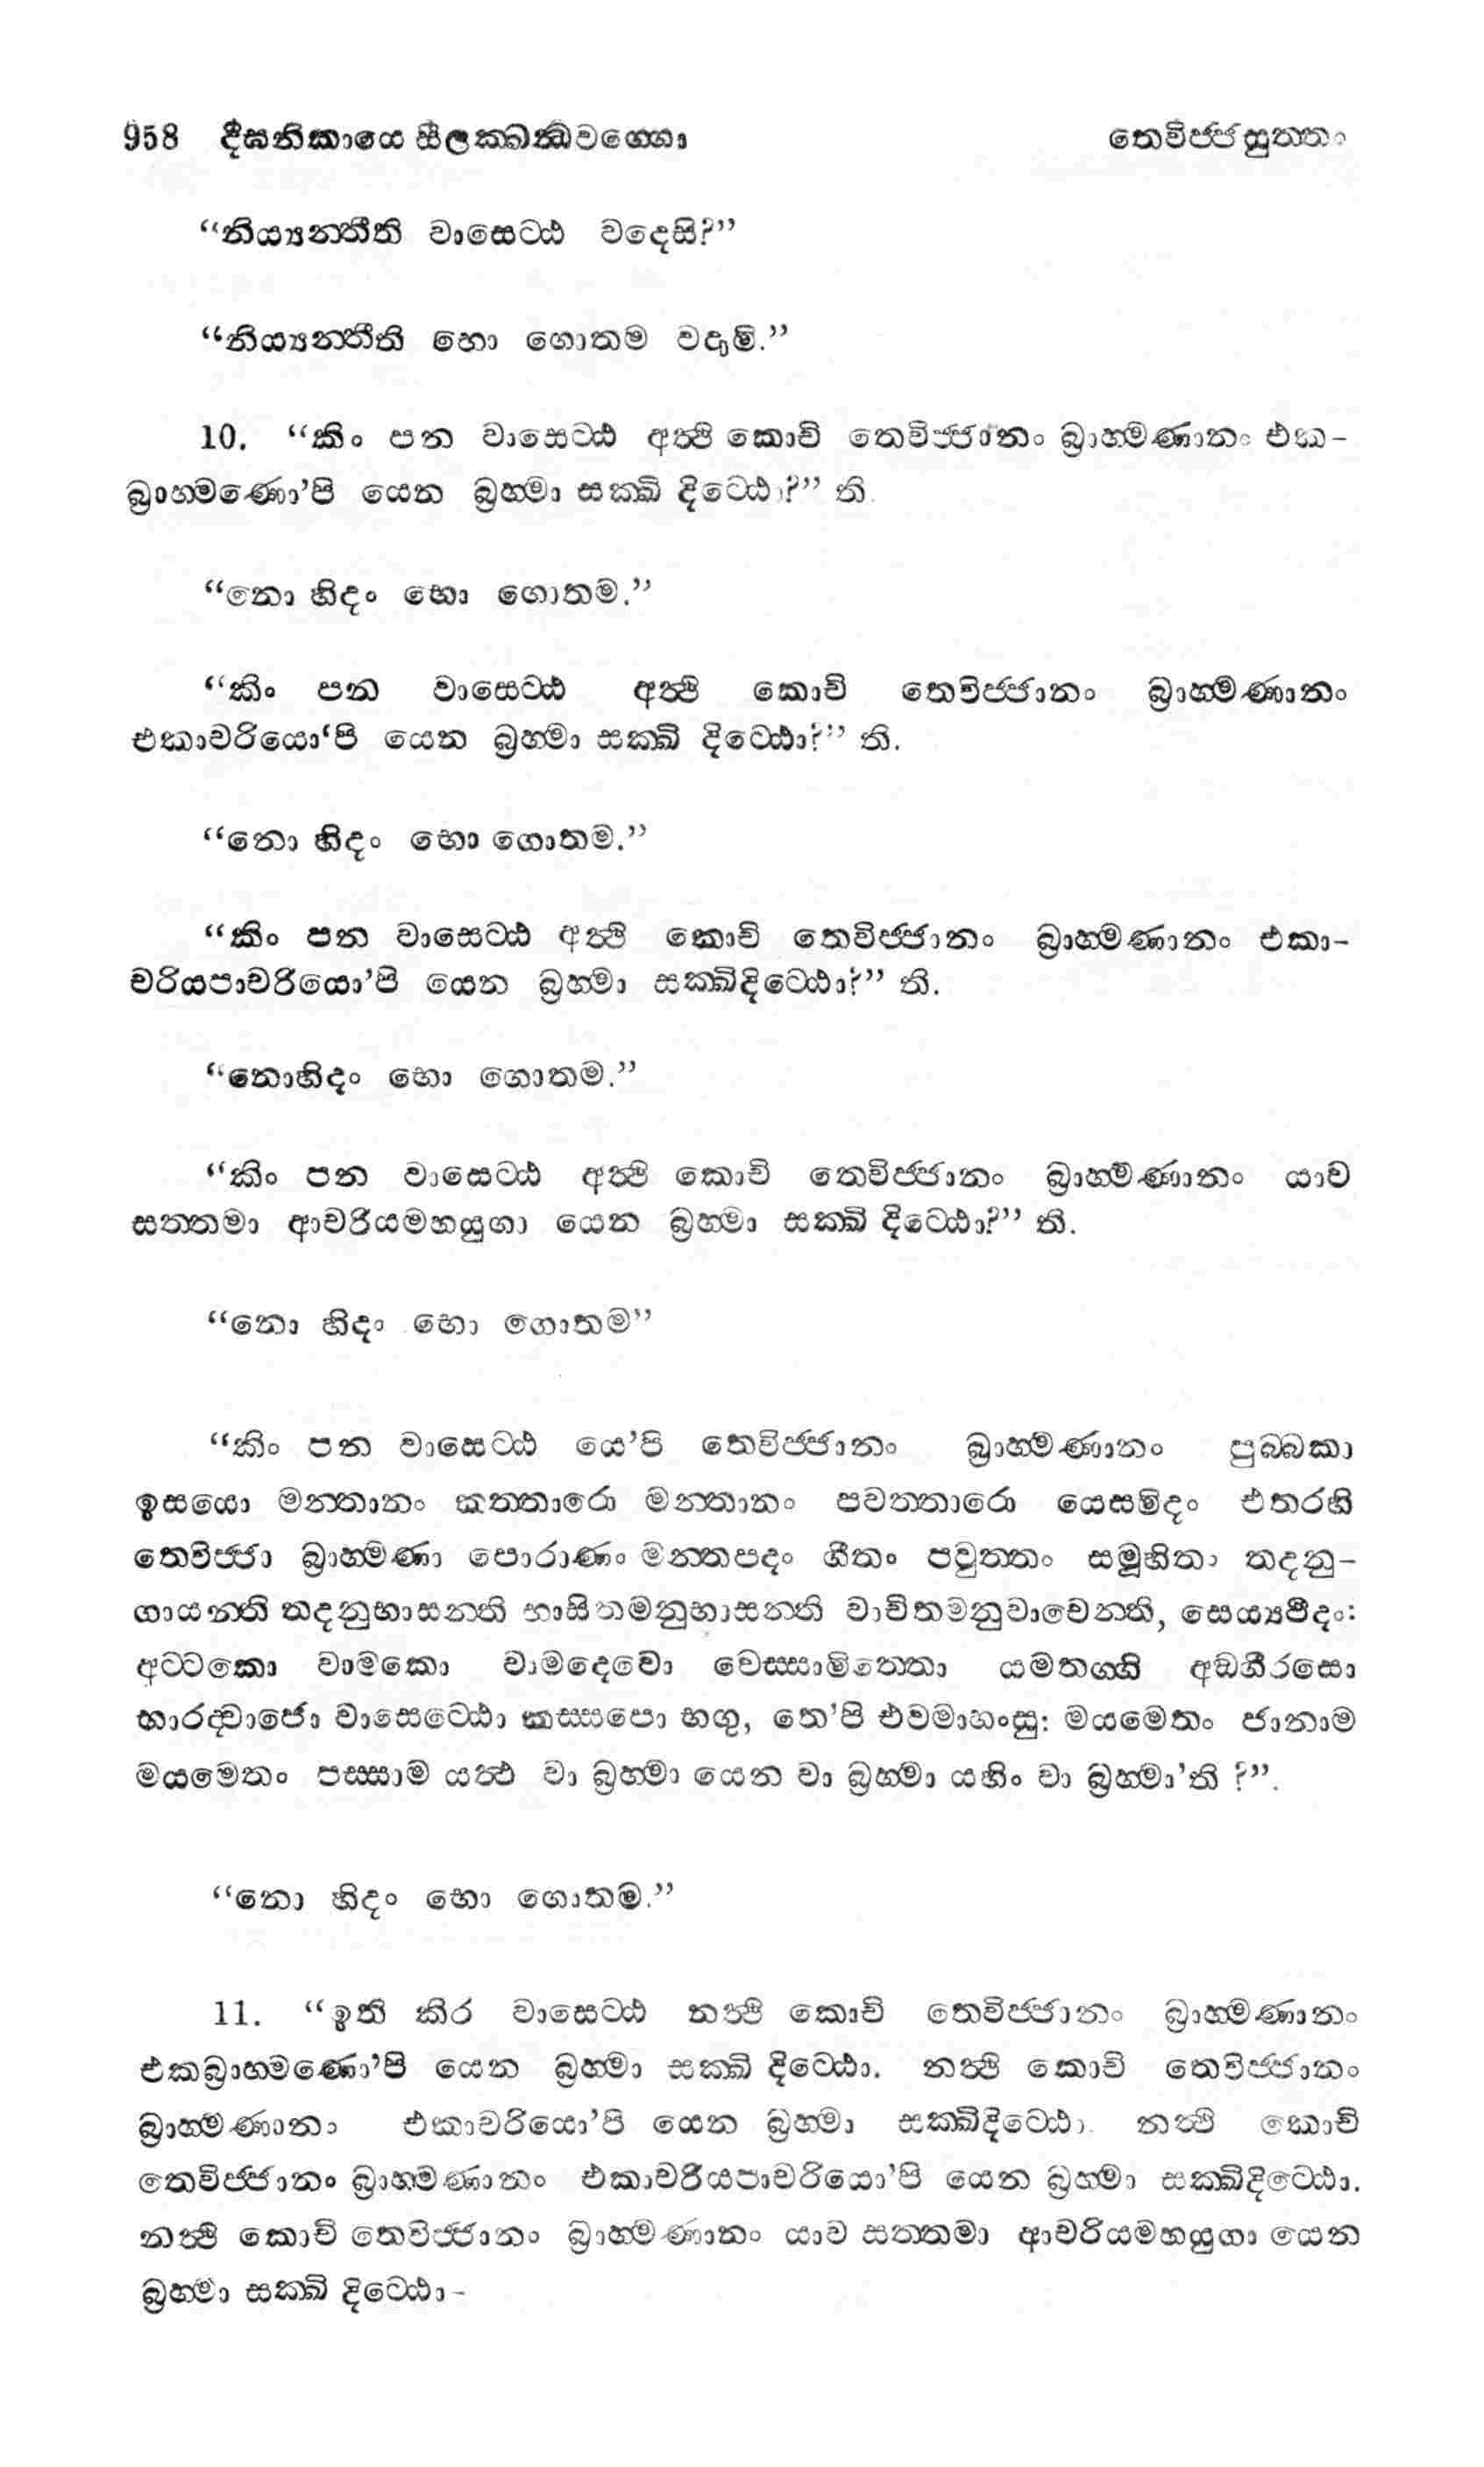 958 දීඝනිකායෙ සීලක්ඛන්ධවග්ගො තෙවිජ්ජසුත්තං
“නිය්‍යන්තීති වාසෙට්ඨ වදෙසි?”
“නිය්‍යන්තීති භො ගොතම වදාමි.”
10. “කිං පන වාසෙට්ඨ අත්ථි කොචි තෙවිජ්ජානං බ්‍රාහ්මණානං එක-
බ්‍රාහ්මණො’පි යෙන බ්‍රහ්මා සක්ඛි දිට්ඨො?” ති.
“නො හිදං භො ගොතම.”
“කිං පන වාසෙට්ඨ අත්ථි කොචි තෙවිජ්ජානං බ්‍රාහ්මණානං
එකාචරියො‘පි යෙන බ්‍රහ්මා සක්ඛි දිට්ඨො?” ති.
“නො හිදං භො ගොතම.”
“කිං පන වාසෙට්ඨ අත්ථි කොචි තෙවිජ්ජානං බ්‍රාහ්මණානං එකා-
චරියපාචරියො’පි යෙන බ්‍රහ්මා සක්ඛිදිට්ඨො?” ති.
“නොහිදං භො ගොතම.”
“කිං පන වාසෙට්ඨ අත්ථි කොචි තෙවිජ්ජානං බ්‍රාහ්මණානං යාව
සත්තමා ආචරියමහයුගා යෙන බ්‍රහ්මා සක්ඛි දිට්ඨො?” ති.
“නො හිදං භො ගොතම”
“කිං පන වාසෙට්ඨ යෙ’පි තෙවිජ්ජානං බ්‍රාහ්මණානං පුබ්බකා
ඉසයො මන්තානං කත්තාරො මන්තානං පවත්තාරො යෙසමිදං එතරහි
තෙවිජ්ජා බ්‍රාහ්මණා පොරාණං මන්තපදං ගීතං පවුත්තං සමූහිතං තදනු-
ගායන්ති තදනුභාසන්ති භාසිතමනුභාසන්ති වාචිතමනුවාචෙන්ති, සෙය්‍යථීදං:
අට්ටකො වාමකො වාමදෙවො වෙස්සාමිත්තො යමතග්ගි අඞ්ගීරසො
භාරද්වාජො වාසෙට්ඨො කස්සපො භගු, තෙ’පි එවමාහංසු: මයමෙතං ජානාම
මයමෙතං පස්සාම යත්ථ වා බ්‍රහ්මා යෙන වා බ්‍රහ්මා යහිං වා බ්‍රහ්මා’ති ?”.
“නො හිදං භො ගොතම.”
11. “ඉති කිර වාසෙට්ඨ නත්ථි කොචි තෙවිජ්ජානං බ්‍රාහ්මණානං
එකබ්‍රාහ්මණො’පි යෙන බ්‍රහ්මා සක්ඛි දිට්ඨො. නත්ථි කොචි තෙවිජ්ජානං
බ්‍රාහ්මණානං එකාචරියො’පි යෙන බ්‍රහ්මා සක්ඛිදිට්ඨො. නත්ථි කොචි
තෙවිජ්ජානං බ්‍රාහ්මණානං එකාචරියපාචරියො’පි යෙන බ්‍රහ්මා සක්ඛිදිට්ඨො.
නත්ථි කොචි තෙවිජ්ජානං බ්‍රාහ්මණානං යාව සත්තමා ආචරියමහයුගා යෙන
බ්‍රහ්මා සක්ඛි දිට්ඨො-